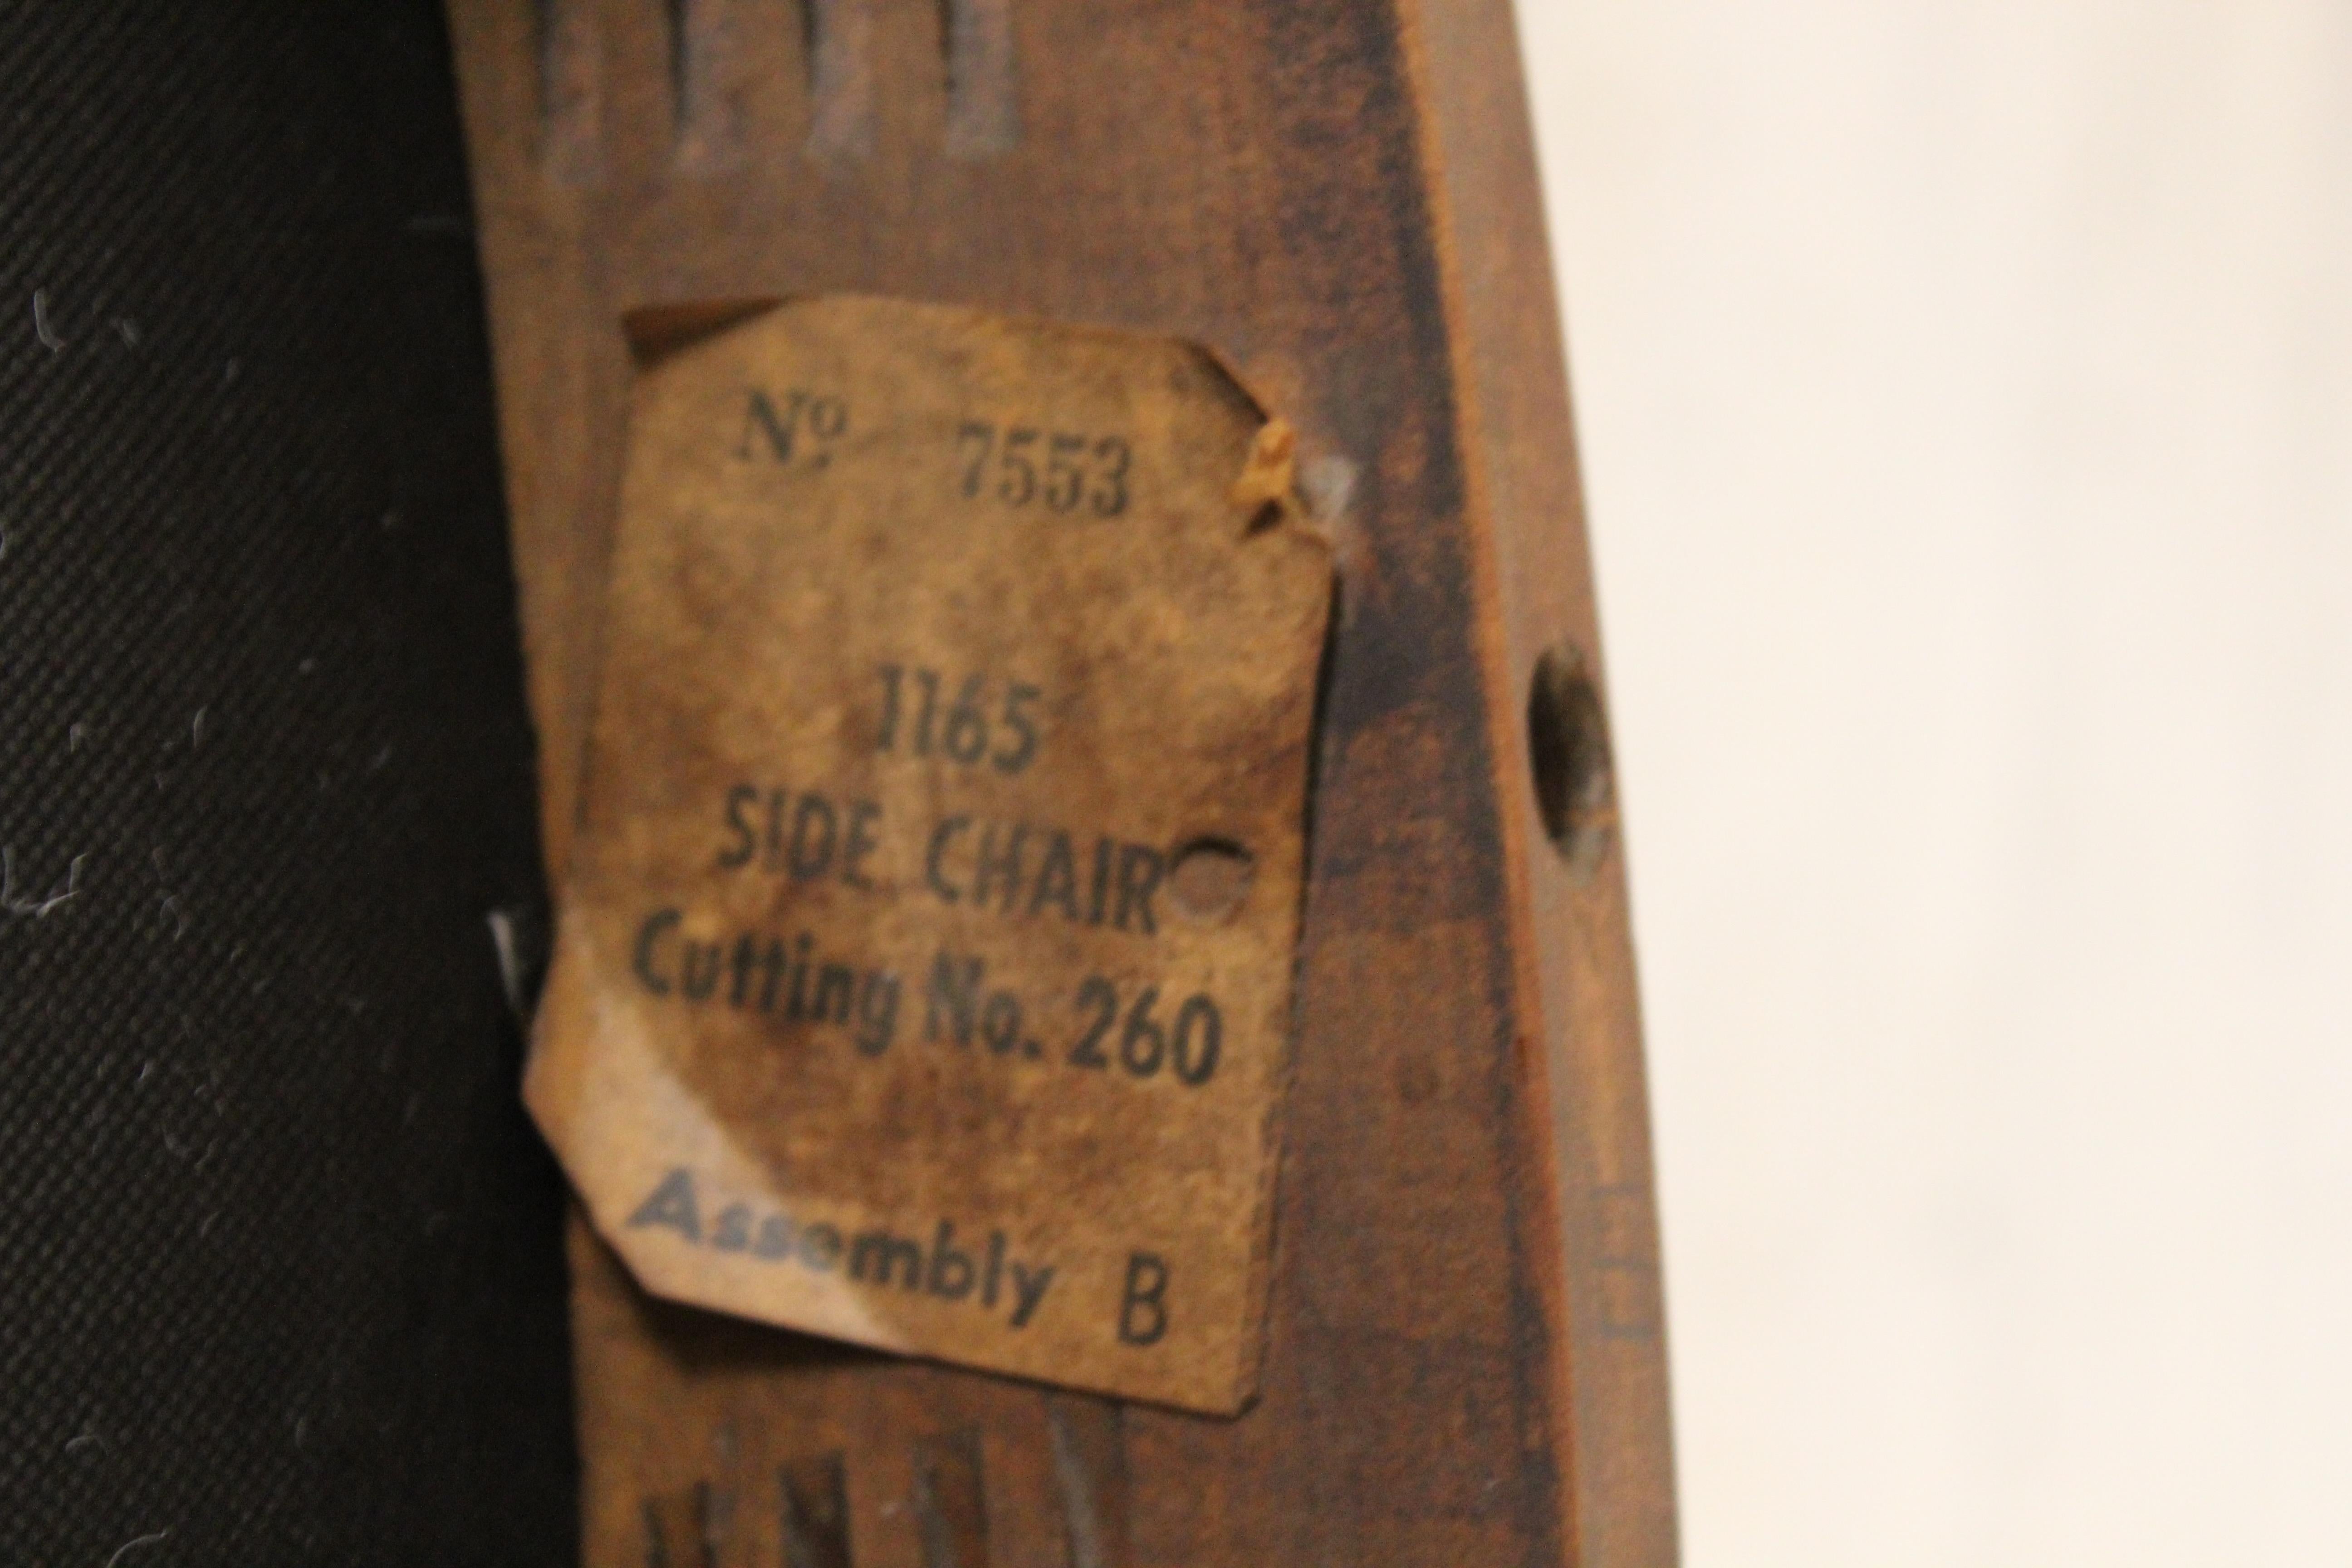 Nº 7553
1165
SIDE CHAIR
Cutting No. 260
Assembly B